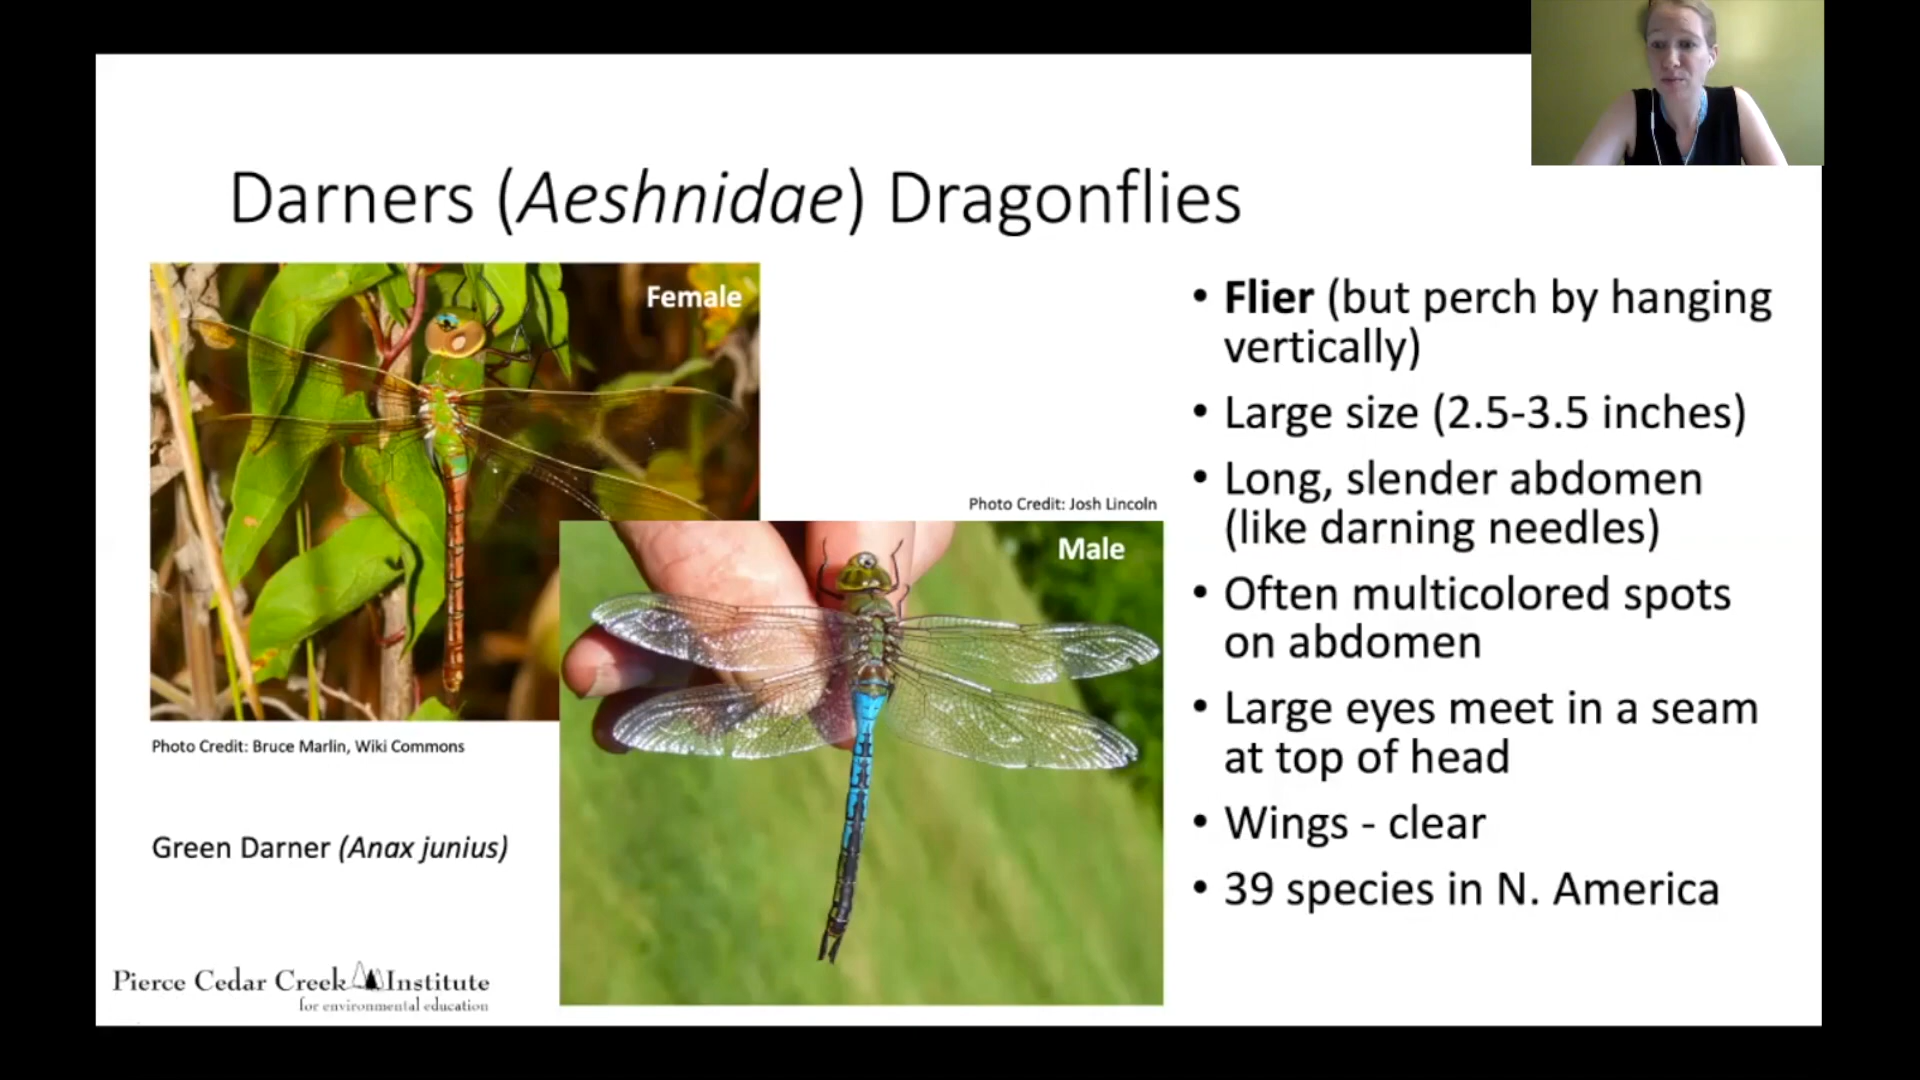 Darners (Aeshnidae) Dragonflies
Female
Photo Credit: Bruce Marlin, Wiki Commons
Photo Credit: Josh Lincoln
Male
Green Darner (Anax junius)
• Flier (but perch by hanging
vertically)
• Large size (2.5-3.5 inches)
• Long, slender abdomen
(like darning needles)
• Often multicolored spots
on abdomen
• Large eyes meet in a seam
at top of head
• Wings - clear
• 39 species in N. America
Pierce Cedar Creek Institute
for environmental education